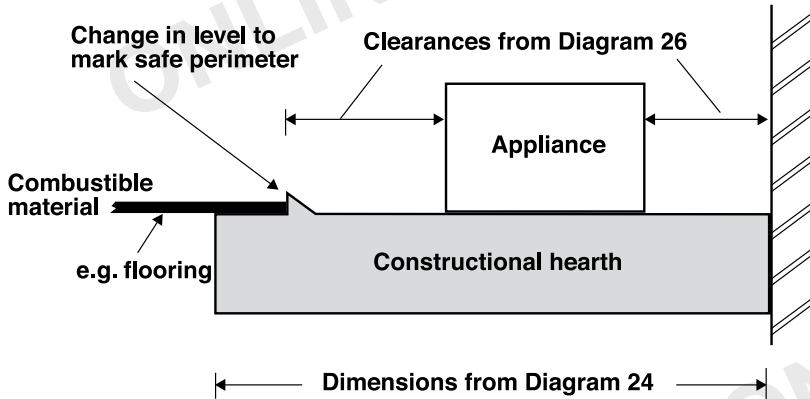 Change in level to
mark safe perimeter
Clearances from Diagram 26
Appliance
Combustible
material
e.g. flooring
Constructional hearth
Dimensions from Diagram 24